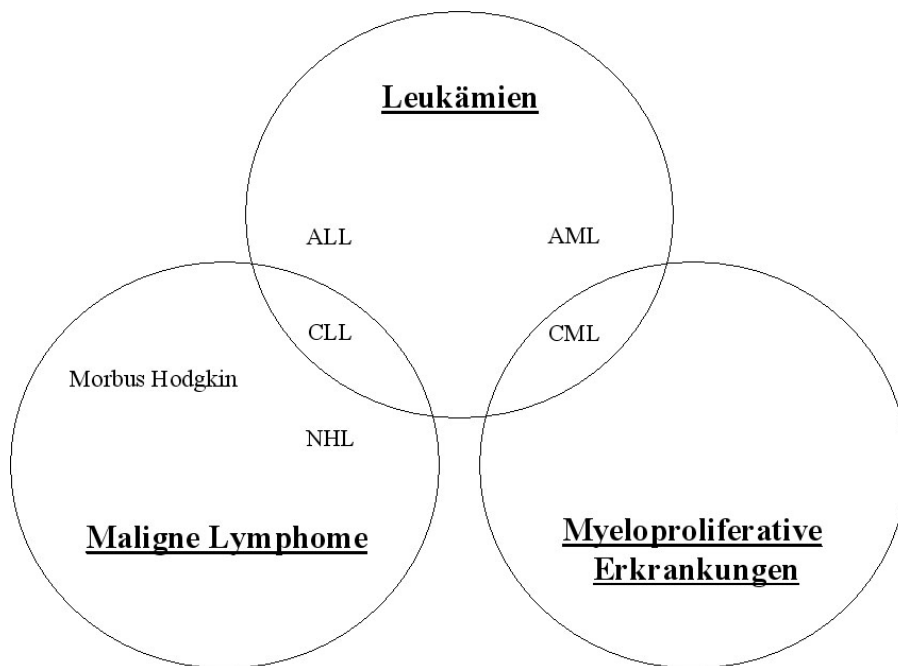 Leukämien
ALL
AML
CLL
CML
Morbus Hodgkin
NHL
Maligne Lymphome
Myeloproliferative
Erkrankungen